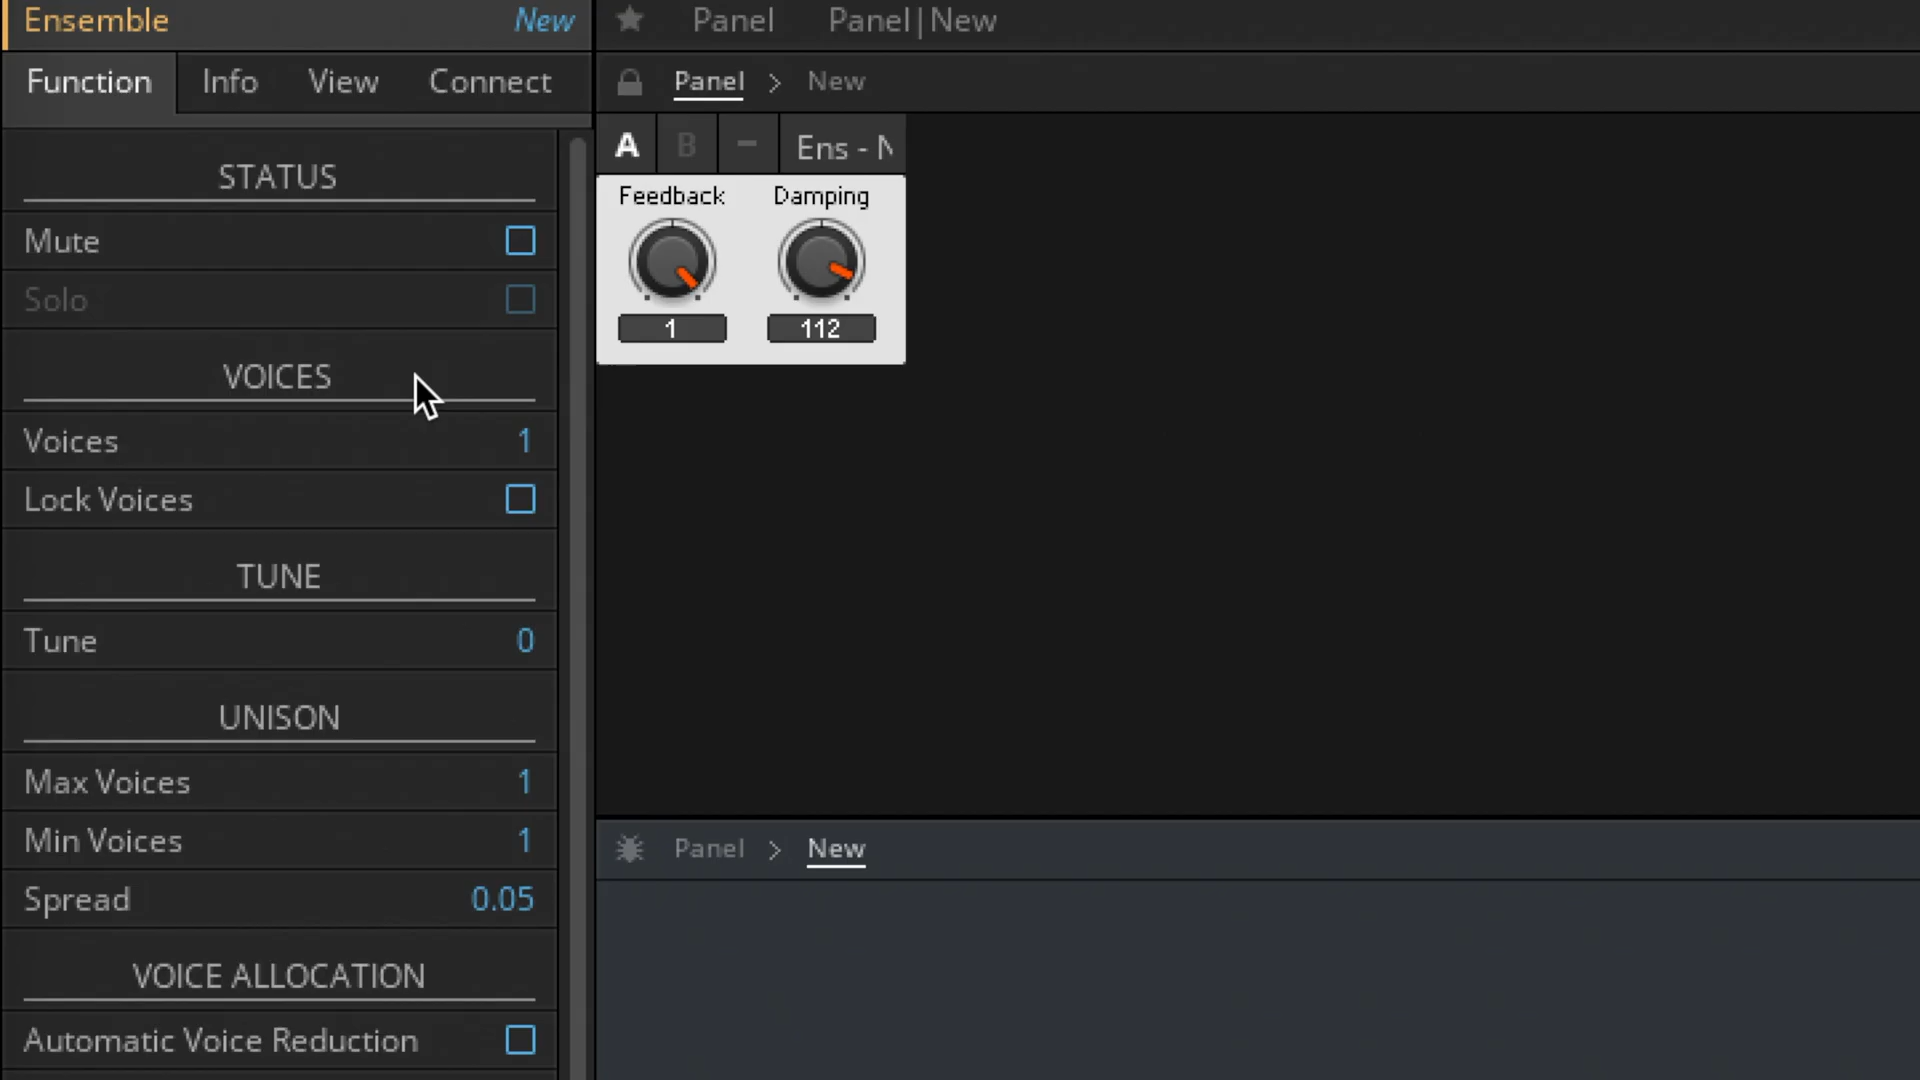 Ensemble New
Function Info View Connect
STATUS
Mute
Solo
VOICES
Voices 1
Lock Voices
TUNE
Tune 0
UNISON
Max Voices 1
Min Voices 1
Spread 0.05
VOICE ALLOCATION
Automatic Voice Reduction
Panel Panel|New
Panel > New
A B – Ens - N
Feedback Damping
1 112
Panel > New